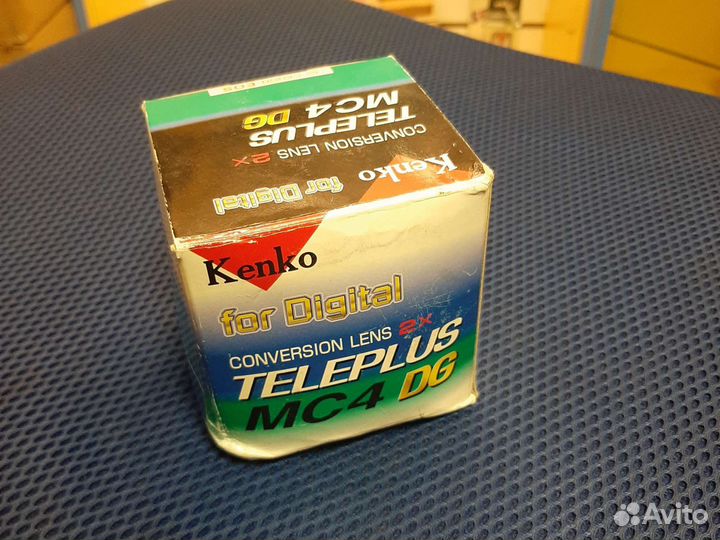 EOS
TELEPLUS
MC4 DG
CONVERSION LENS 2X
Kenko
for Digital
Kenko
for Digital
CONVERSION LENS 2X
TELEPLUS
MC4 DG
Avito